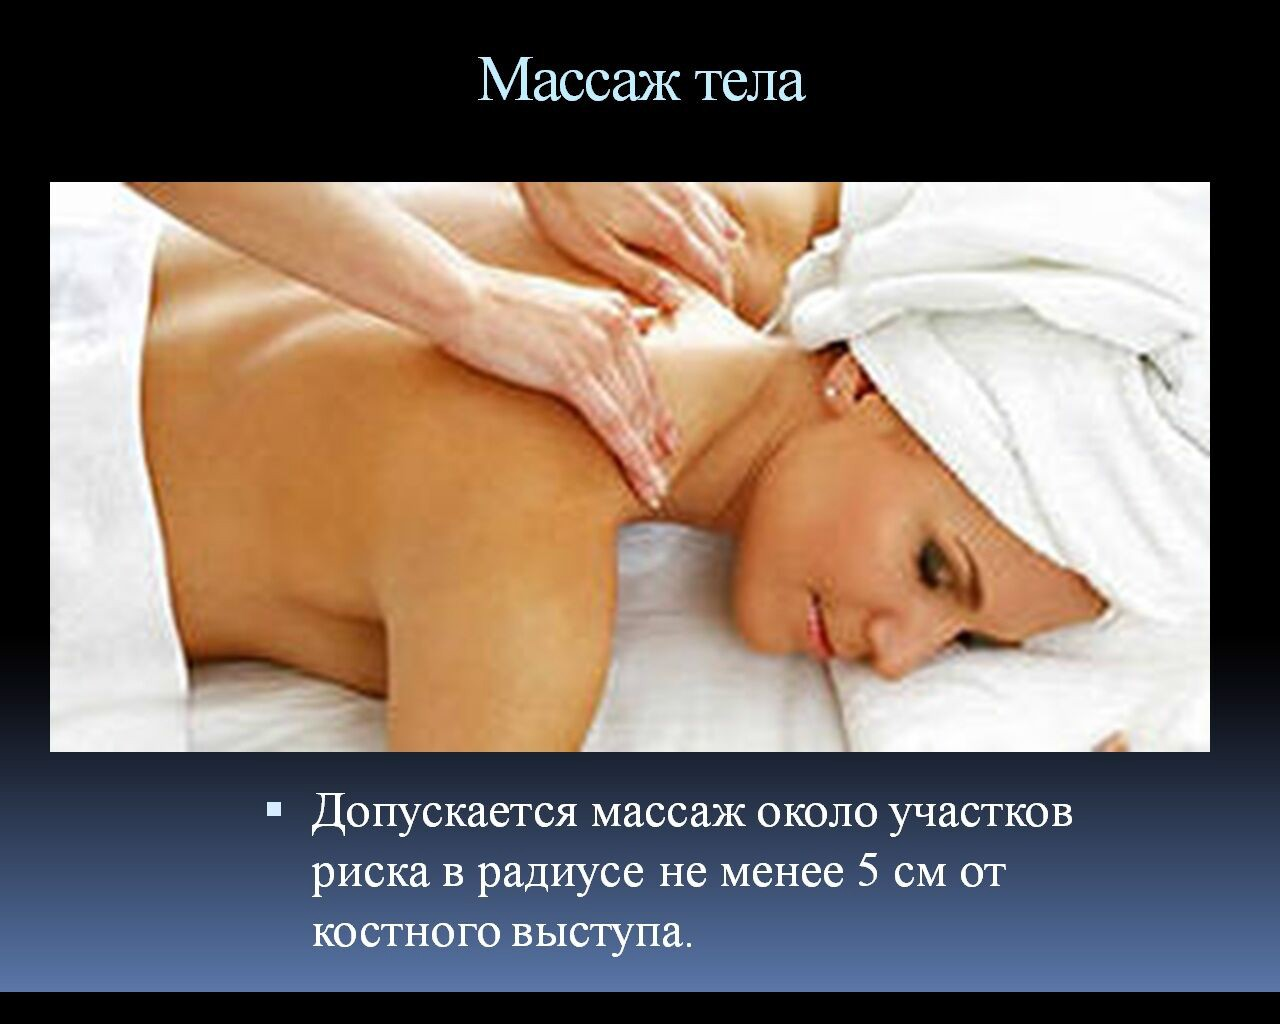 Массаж тела
Допускается массаж около участков
риска в радиусе не менее 5 см от
костного выступа.